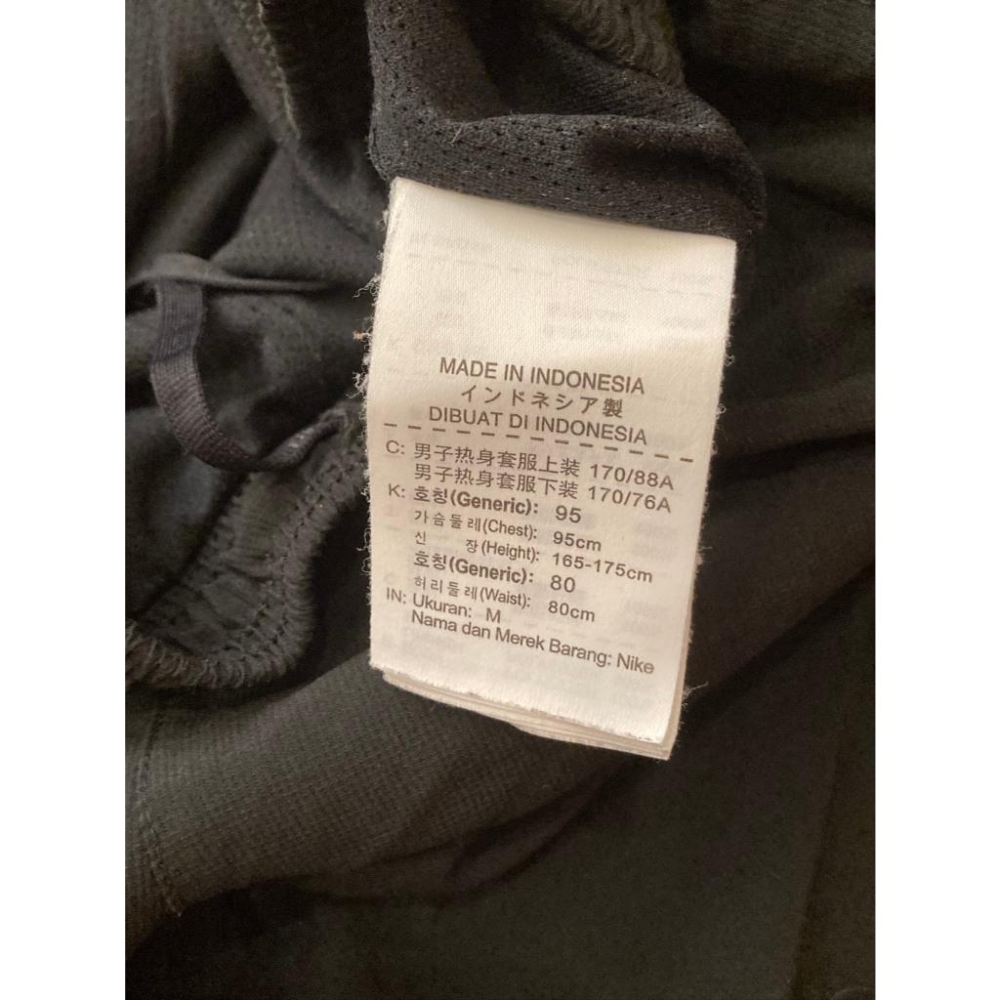 MADE IN INDONESIA
インドネシア製
DIBUAT DI INDONESIA
C: 男子热身套服上装 170/88A
男子热身套服下装 170/76A
K: 호칭(Generic): 95
가슴둘레(Chest): 95cm
신 장(Height): 165-175cm
호칭(Generic): 80
허리둘레(Waist): 80cm
IN: Ukuran: M
Nama dan Merek Barang: Nike